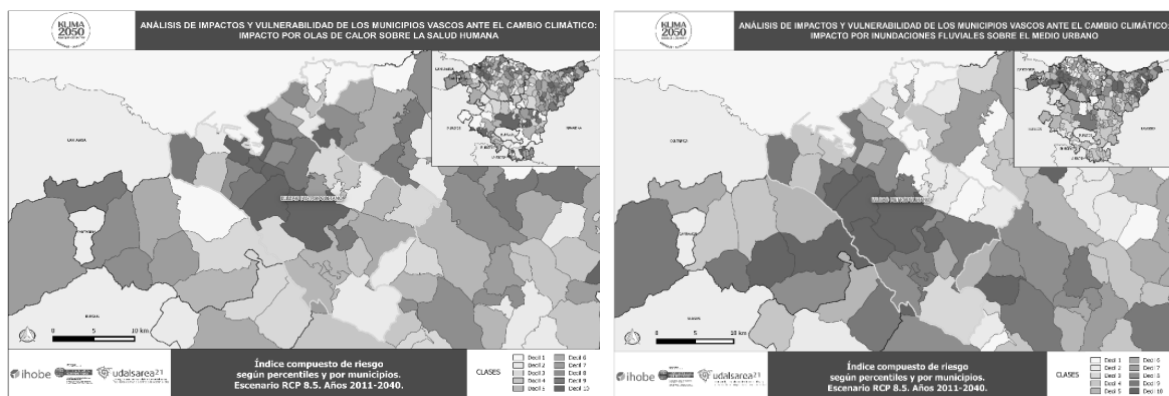 KLIMA
2050
ANÁLISIS DE IMPACTOS Y VULNERABILIDAD DE LOS MUNICIPIOS VASCOS ANTE EL CAMBIO CLIMÁTICO:
IMPACTO POR OLAS DE CALOR SOBRE LA SALUD HUMANA
0 5 10 km
ihobe
udalsarea21
Índice compuesto de riesgo
según percentiles y por municipios.
Escenario RCP 8.5. Años 2011-2040.
CLASES
Decil 1
Decil 2
Decil 3
Decil 4
Decil 5
Decil 6
Decil 7
Decil 8
Decil 9
Decil 10
KLIMA
2050
ANÁLISIS DE IMPACTOS Y VULNERABILIDAD DE LOS MUNICIPIOS VASCOS ANTE EL CAMBIO CLIMÁTICO:
IMPACTO POR INUNDACIONES FLUVIALES SOBRE EL MEDIO URBANO
0 5 10 km
ihobe
udalsarea21
Índice compuesto de riesgo
según percentiles y por municipios.
Escenario RCP 8.5. Años 2011-2040.
CLASES
Decil 1
Decil 2
Decil 3
Decil 4
Decil 5
Decil 6
Decil 7
Decil 8
Decil 9
Decil 10